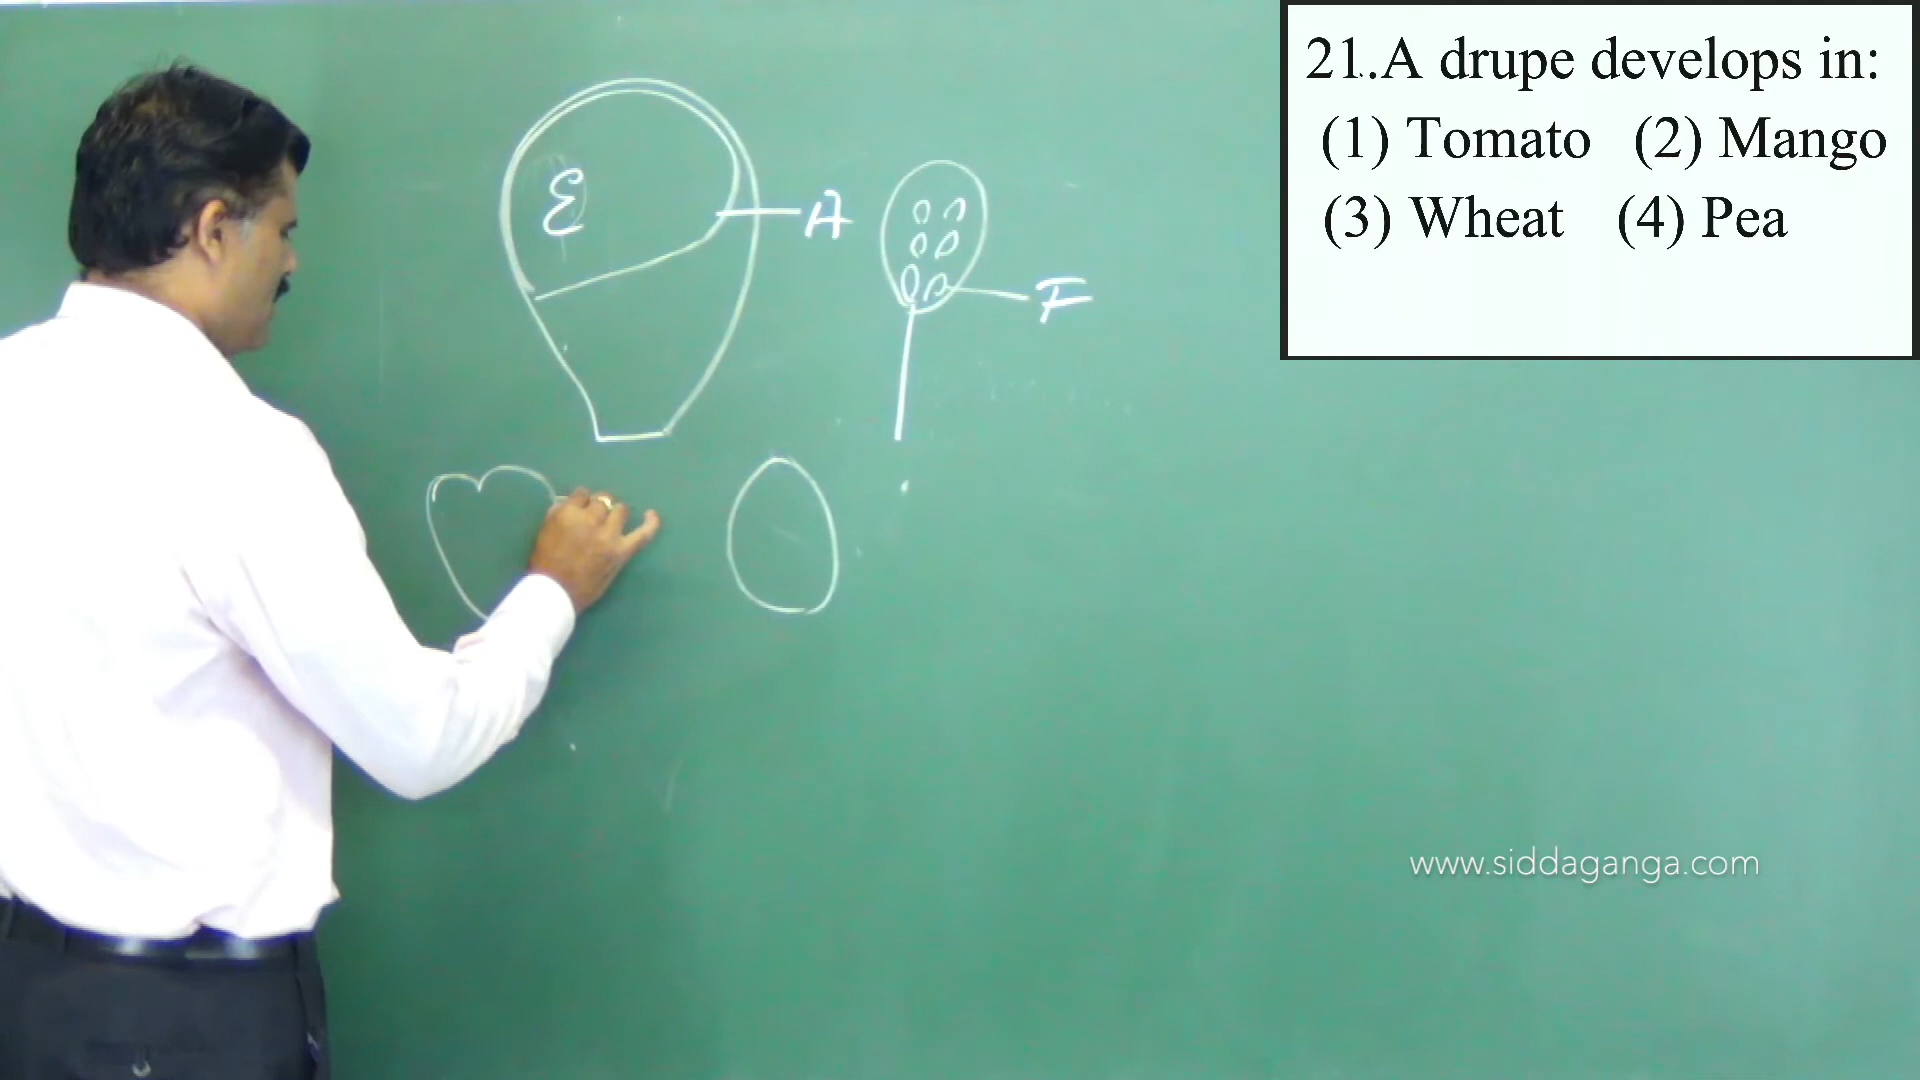 21.A drupe develops in:
(1) Tomato (2) Mango
(3) Wheat (4) Pea
E
A
F
www.siddaganga.com